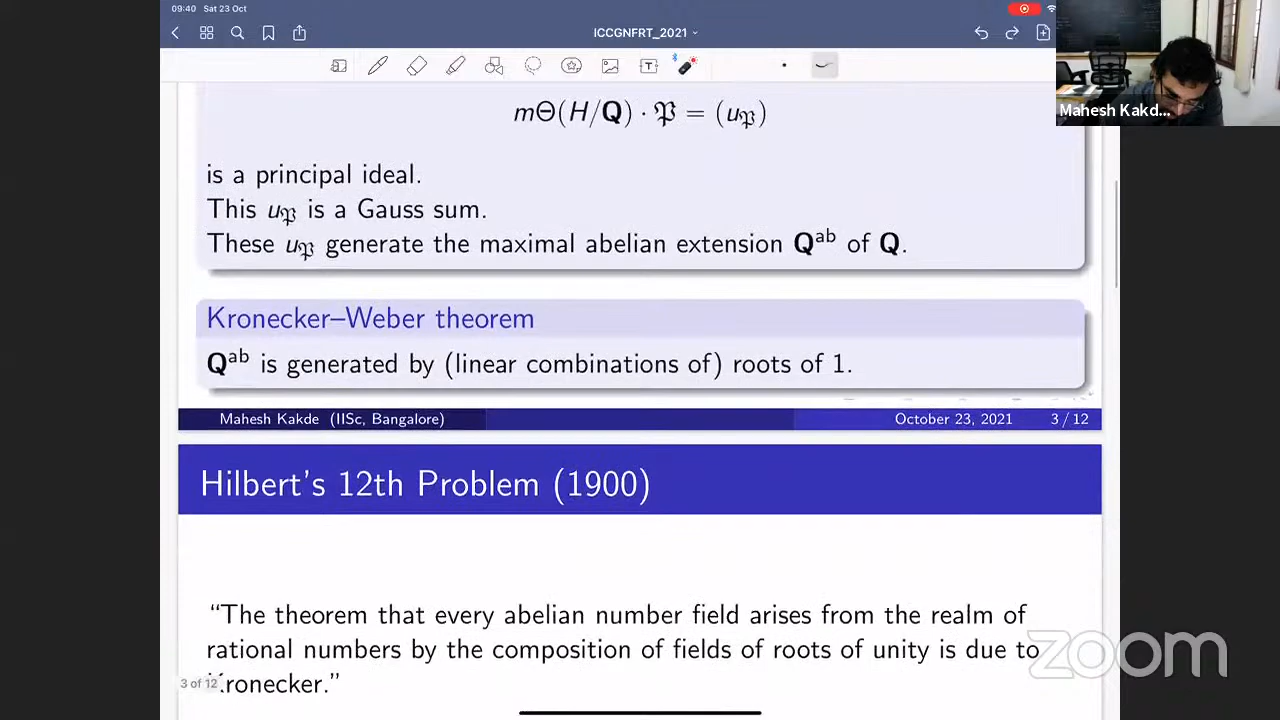 09:40 Sat 23 Oct
ICCGNFRT_2021
Mahesh Kakd...
mΘ(H/Q) · 𝔓 = (u𝔓)
is a principal ideal.
This u𝔓 is a Gauss sum.
These u𝔓 generate the maximal abelian extension Qᵃᵇ of Q.
Kronecker–Weber theorem
Qᵃᵇ is generated by (linear combinations of) roots of 1.
Mahesh Kakde (IISc, Bangalore) October 23, 2021 3 / 12
Hilbert's 12th Problem (1900)
“The theorem that every abelian number field arises from the realm of
rational numbers by the composition of fields of roots of unity is due to
Kronecker.”
3 of 12
zoom